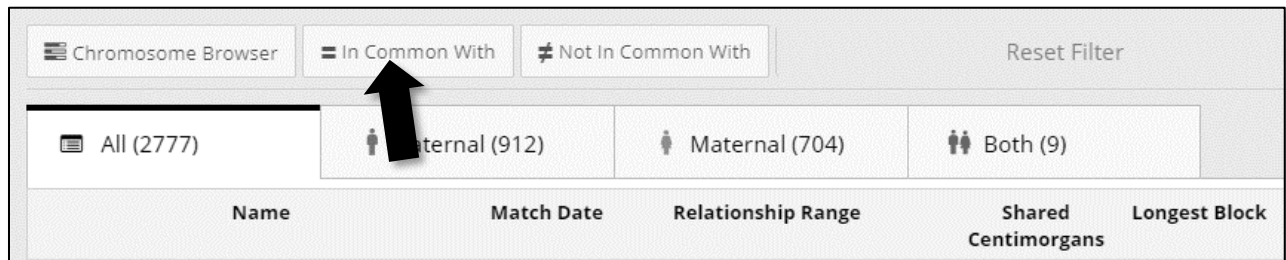 Chromosome Browser
In Common With
Not In Common With
Reset Filter
All (2777)
aternal (912)
Maternal (704)
Both (9)
Name
Match Date
Relationship Range
Shared
Centimorgans
Longest Block